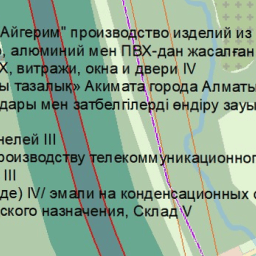 Айгерим" производство изделий из
, алюминий мен ПВХ-дан жасалған
Х, витражи, окна и двери IV
ы тазалық» Акимата города Алматы
дары мен затбелгілерді өндіру зауы
нелей III
роизводству телекоммуникационног
III
де) IV/ эмали на конденсационных с
ского назначения, Склад V